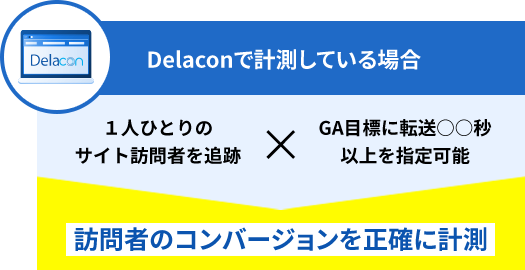 Delacon
Delaconで計測している場合
１人ひとりの
サイト訪問者を追跡
×
GA目標に転送○○秒
以上を指定可能
訪問者のコンバージョンを正確に計測